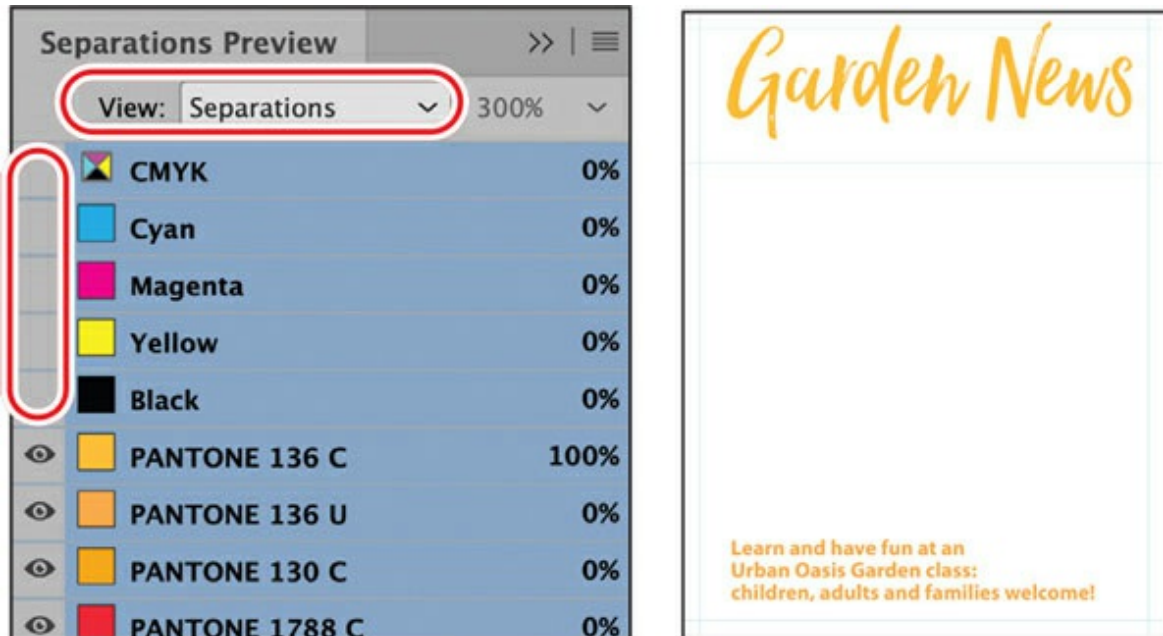 Separations Preview
View: Separations 300%
CMYK 0%
Cyan 0%
Magenta 0%
Yellow 0%
Black 0%
PANTONE 136 C 100%
PANTONE 136 U 0%
PANTONE 130 C 0%
PANTONE 1788 C 0%
Garden News
Learn and have fun at an
Urban Oasis Garden class:
children, adults and families welcome!